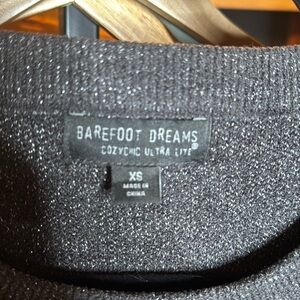 BAREFOOT DREAMS®
COZYCHIC ULTRA LITE
XS
MADE IN
CHINA